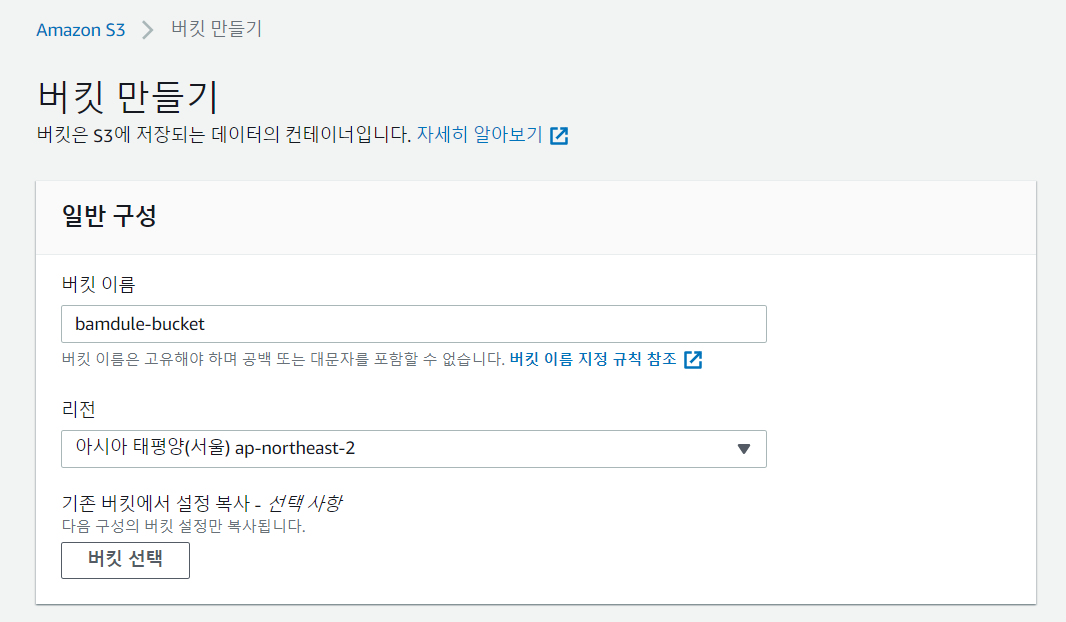 Amazon S3 > 버킷 만들기
버킷 만들기
버킷은 S3에 저장되는 데이터의 컨테이너입니다. 자세히 알아보기
일반 구성
버킷 이름
bamdule-bucket
버킷 이름은 고유해야 하며 공백 또는 대문자를 포함할 수 없습니다. 버킷 이름 지정 규칙 참조
리전
아시아 태평양(서울) ap-northeast-2
기존 버킷에서 설정 복사 - 선택 사항
다음 구성의 버킷 설정만 복사됩니다.
버킷 선택